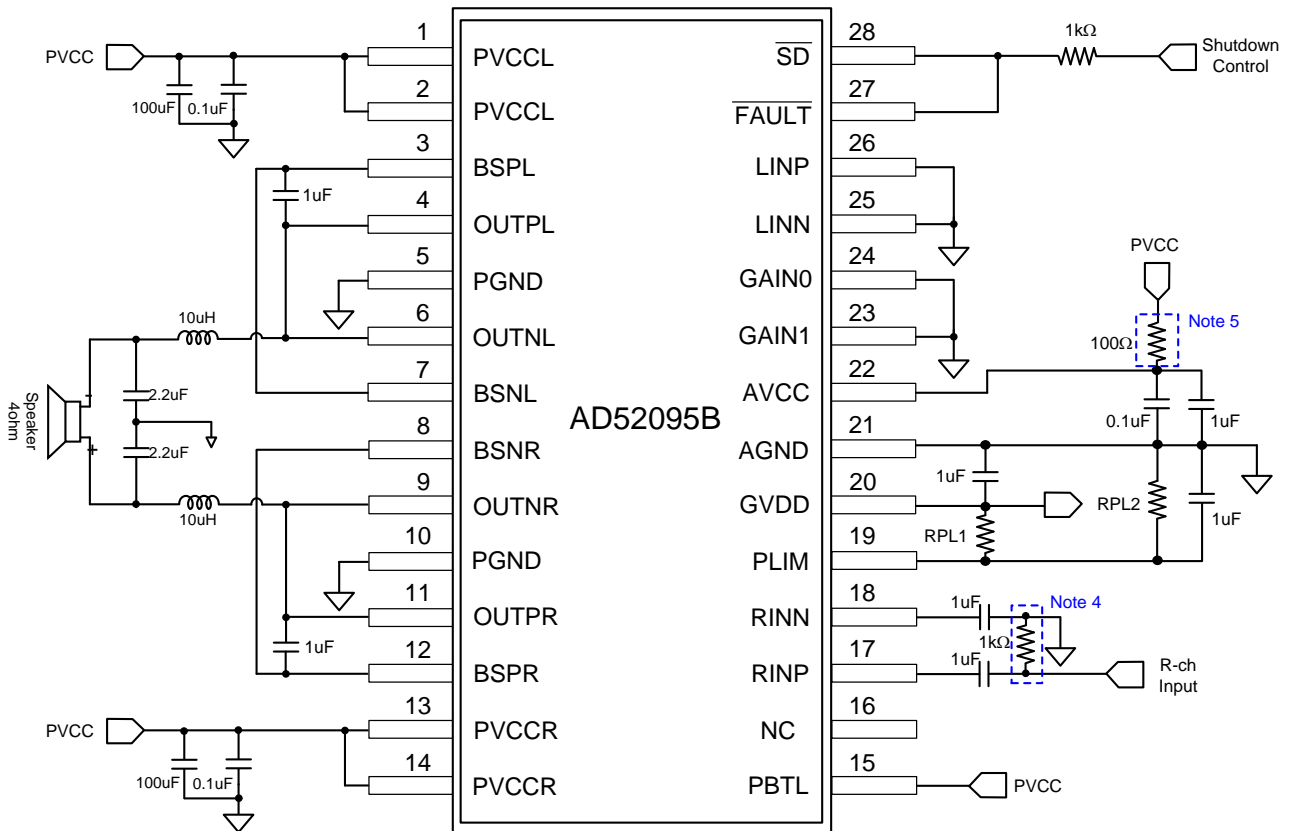 PVCC
100uF
0.1uF
1
PVCCL
2
PVCCL
3
BSPL
1uF
4
OUTPL
5
PGND
10uH
6
OUTNL
7
BSNL
2.2uF
-
Speaker
4ohm
+
2.2uF
8
BSNR
9
OUTNR
10uH
10
PGND
11
OUTPR
1uF
12
BSPR
PVCC
100uF
0.1uF
13
PVCCR
14
PVCCR
AD52095B
28
SD
1kΩ
Shutdown
Control
27
FAULT
26
LINP
25
LINN
24
GAIN0
23
GAIN1
PVCC
Note 5
100Ω
22
AVCC
0.1uF
1uF
21
AGND
1uF
20
GVDD
RPL1
RPL2
1uF
19
PLIM
18
RINN
1uF
Note 4
1kΩ
17
RINP
1uF
R-ch
Input
16
NC
15
PBTL
PVCC